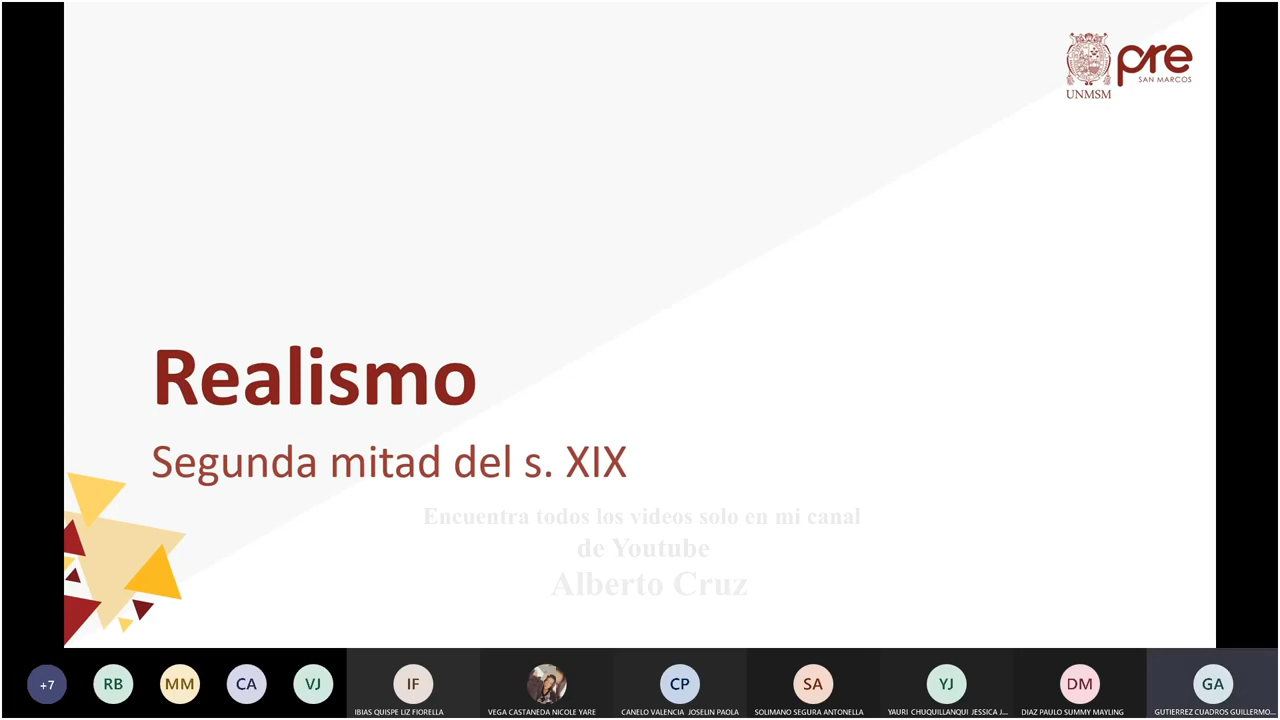 pre
SAN MARCOS
UNMSM
Realismo
Segunda mitad del s. XIX
Encuentra todos los videos solo en mi canal
de Youtube
Alberto Cruz
+7
RB
MM
CA
VJ
IF
CP
SA
YJ
DM
GA
IBIAS QUISPE LIZ FIORELLA
VEGA CASTANEDA NICOLE YARE
CANELO VALENCIA JOSELIN PAOLA
SOLIMANO SEGURA ANTONELLA
YAURI CHUQUILLANQUI JESSICA J...
DIAZ PAULO SUMMY MAYLING
GUTIERREZ CUADROS GUILLERMO...